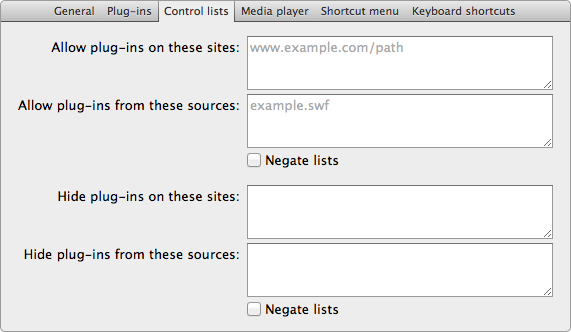 General Plug-ins Control lists Media player Shortcut menu Keyboard shortcuts
Allow plug-ins on these sites: www.example.com/path
Allow plug-ins from these sources: example.swf
Negate lists
Hide plug-ins on these sites:
Hide plug-ins from these sources:
Negate lists